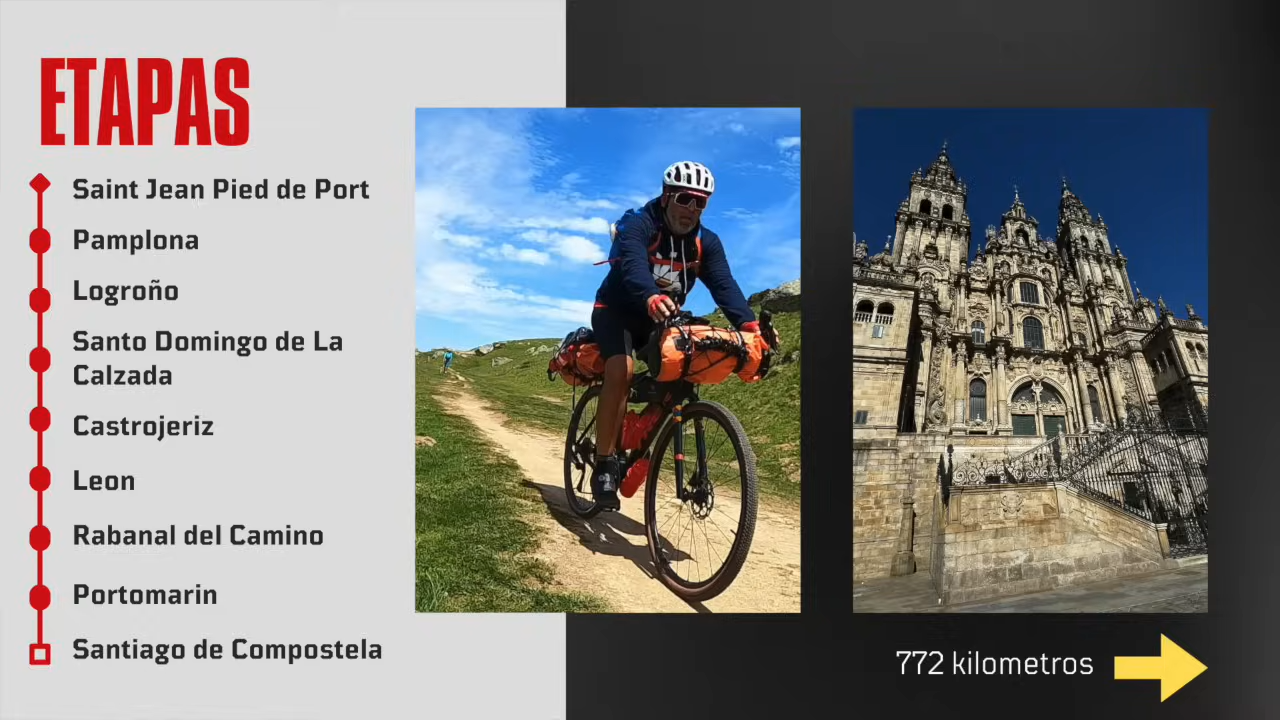 ETAPAS
Saint Jean Pied de Port
Pamplona
Logroño
Santo Domingo de La
Calzada
Castrojeriz
Leon
Rabanal del Camino
Portomarin
Santiago de Compostela
772 kilometros